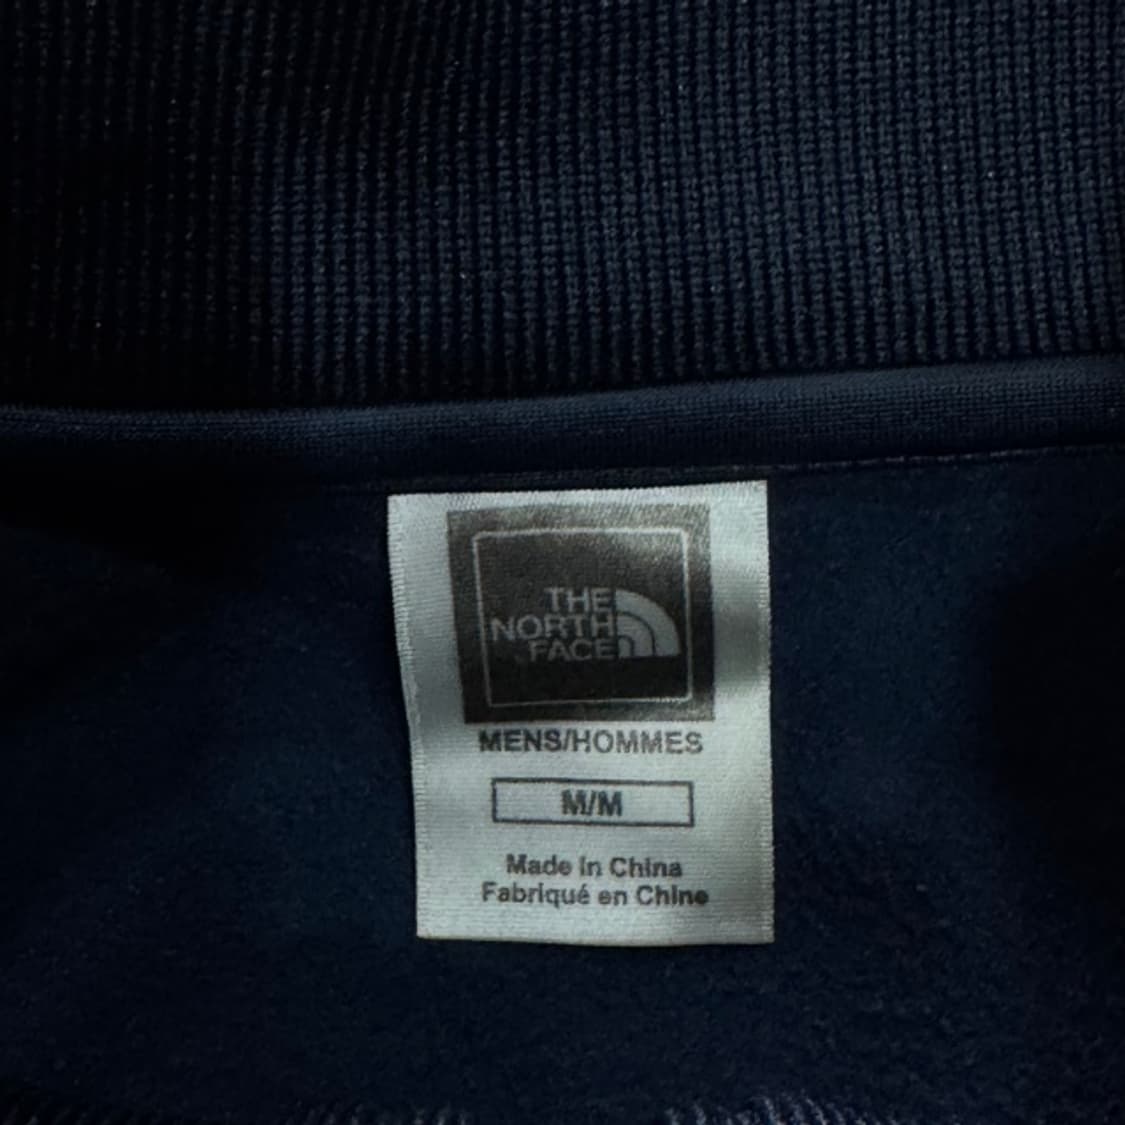 THE
NORTH
FACE
MENS/HOMMES
M/M
Made in China
Fabriqué en Chine